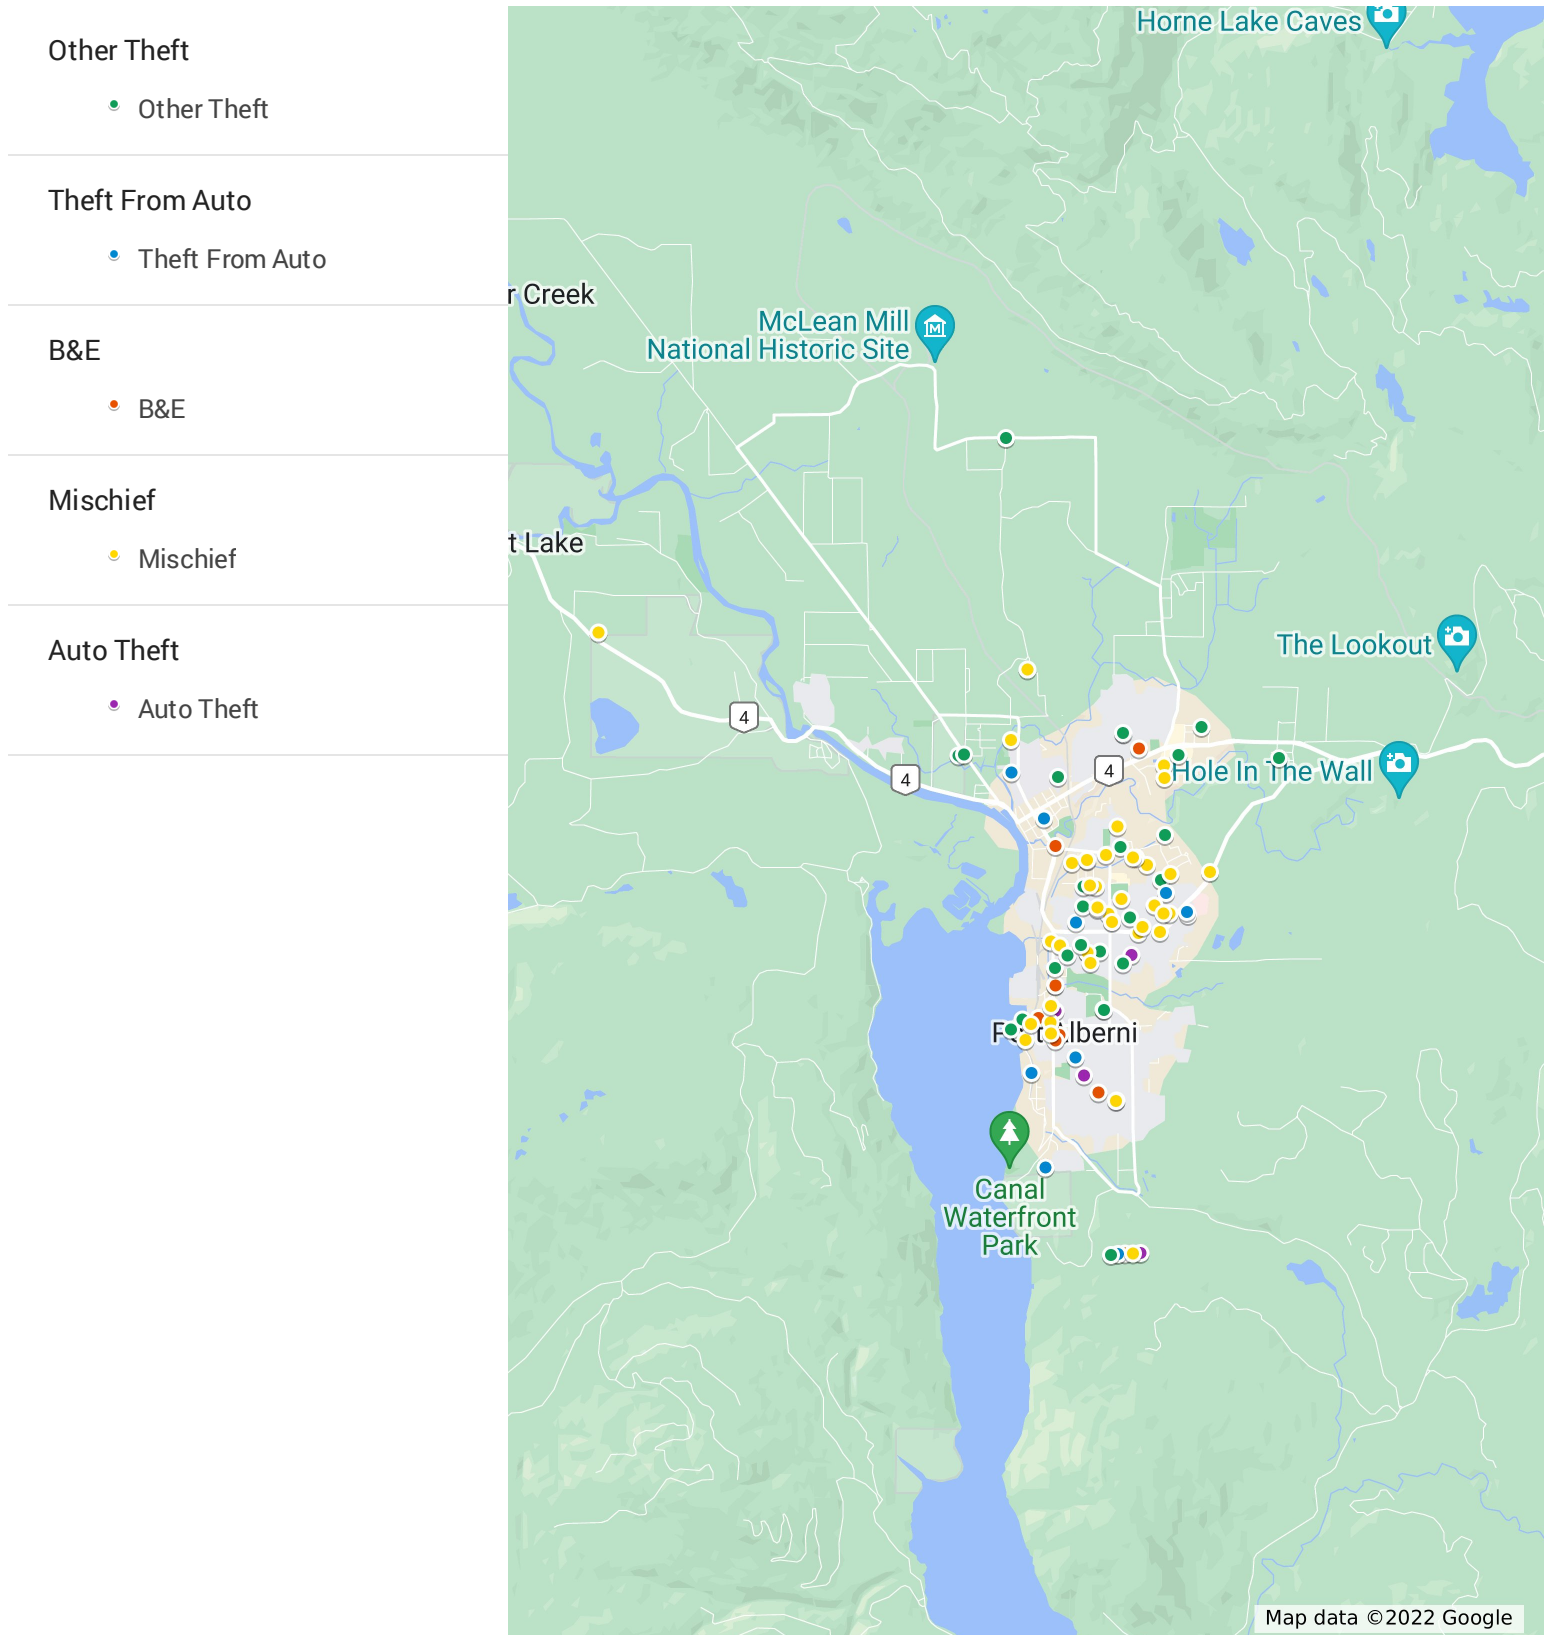 Other Theft
Other Theft
Theft From Auto
Theft From Auto
B&E
B&E
Mischief
Mischief
Auto Theft
Auto Theft
Horne Lake Caves
r Creek
McLean Mill
National Historic Site
t Lake
The Lookout
4
4
4
Hole In The Wall
Port Alberni
Canal
Waterfront
Park
Map data ©2022 Google